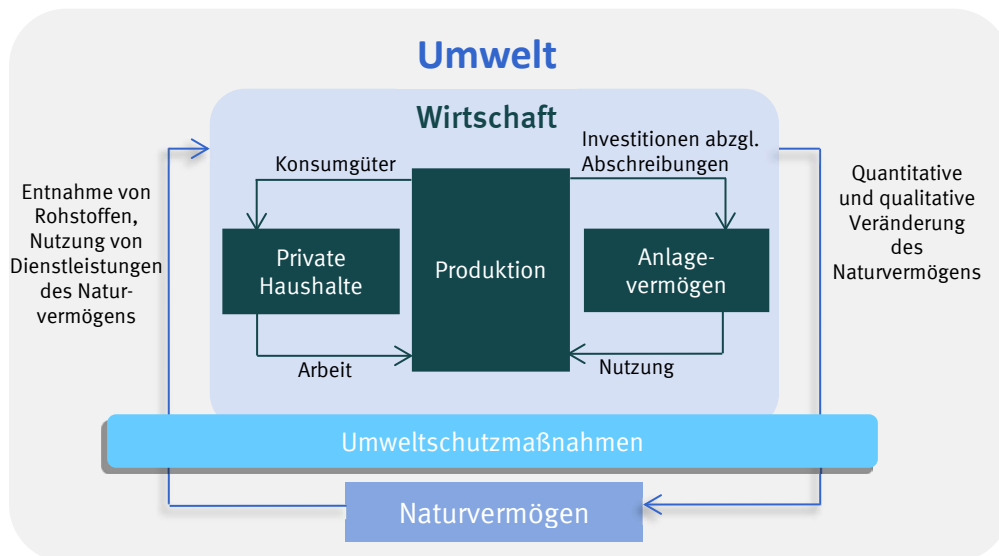 Umwelt
Wirtschaft
Entnahme von
Rohstoffen,
Nutzung von
Dienstleistungen
des Natur-
vermögens
Konsumgüter
Investitionen abzgl.
Abschreibungen
Private
Haushalte
Produktion
Anlage-
vermögen
Arbeit
Nutzung
Quantitative
und qualitative
Veränderung
des
Naturvermögens
Umweltschutzmaßnahmen
Naturvermögen